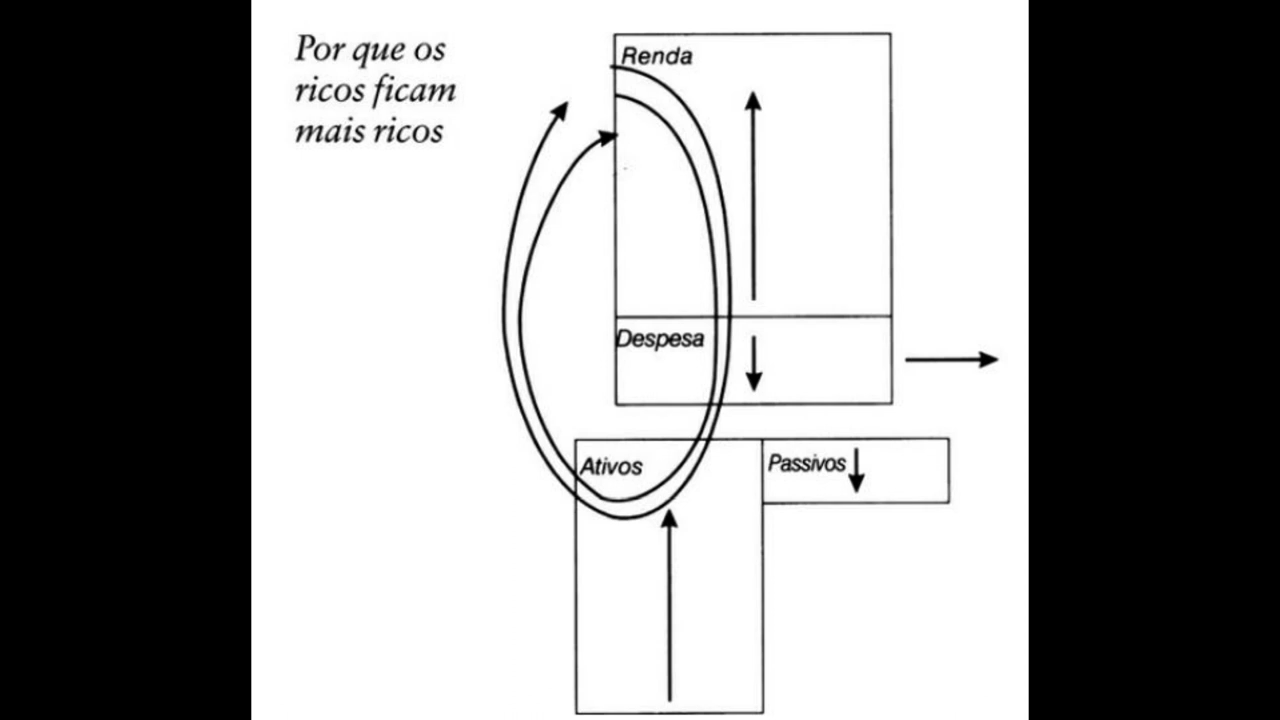 Por que os
ricos ficam
mais ricos
Renda
Despesa
Ativos
Passivos